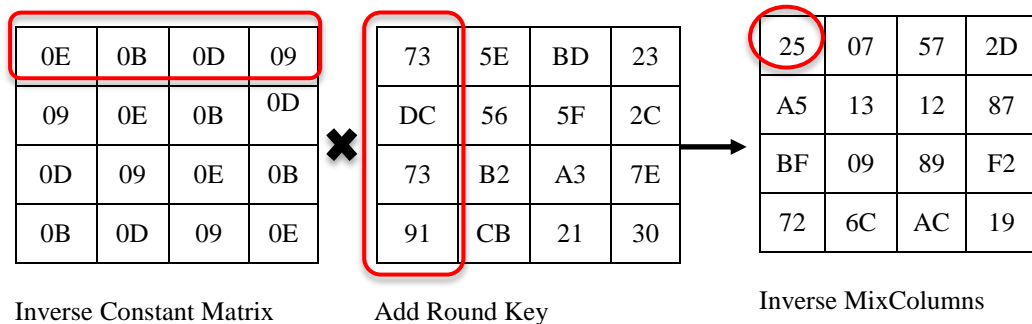 0E 0B 0D 09 73 5E BD 23 25 07 57 2D
09 0E 0B 0D DC 56 5F 2C A5 13 12 87
0D 09 0E 0B 73 B2 A3 7E BF 09 89 F2
0B 0D 09 0E 91 CB 21 30 72 6C AC 19
Inverse Constant Matrix Add Round Key Inverse MixColumns